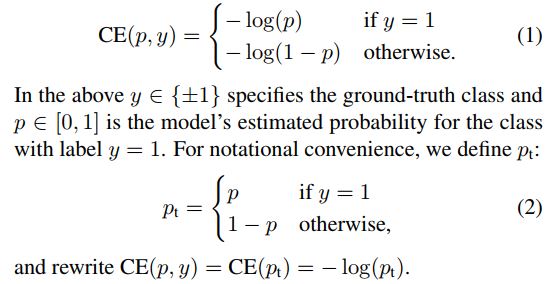 CE(p, y) = { − log(p) if y = 1 (1)
− log(1 − p) otherwise.
In the above y ∈ {±1} specifies the ground-truth class and
p ∈ [0, 1] is the model's estimated probability for the class
with label y = 1. For notational convenience, we define pₜ:
pₜ = { p if y = 1 (2)
1 − p otherwise,
and rewrite CE(p, y) = CE(pₜ) = − log(pₜ).